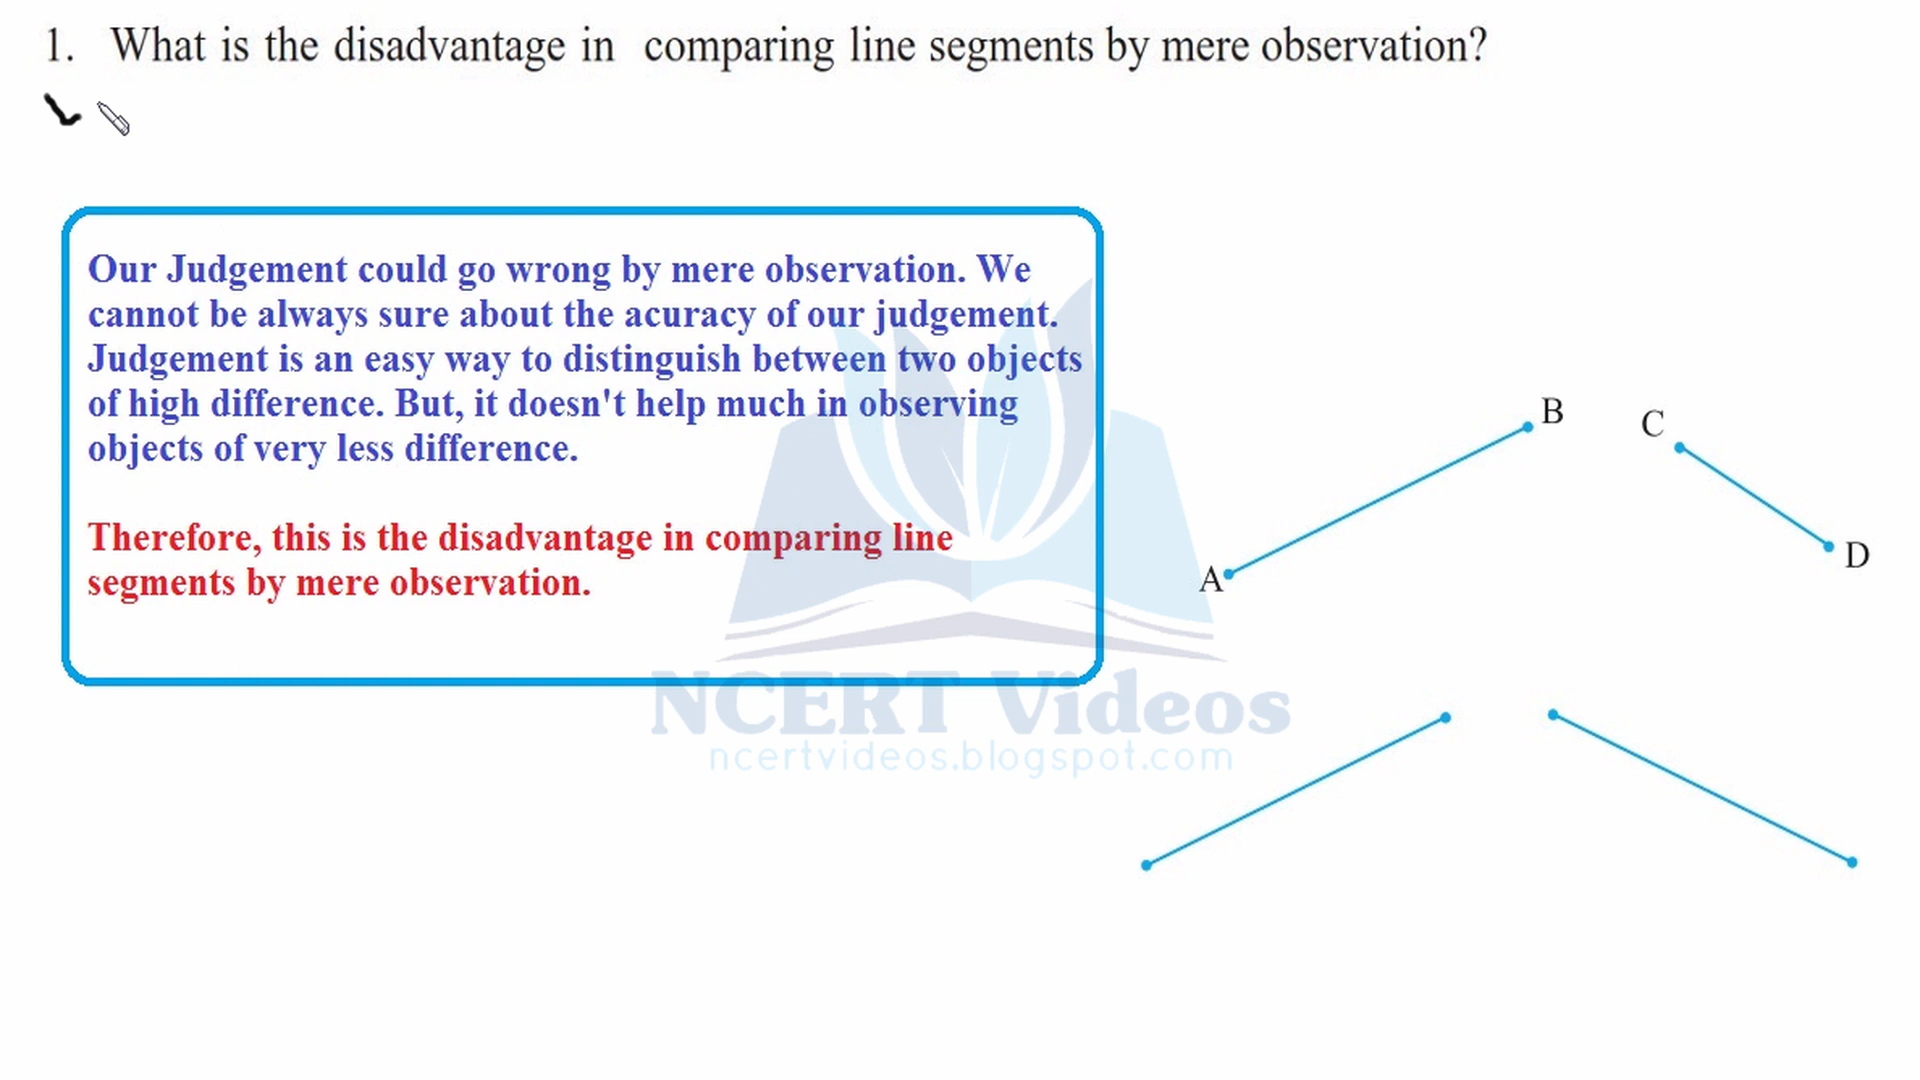 1. What is the disadvantage in comparing line segments by mere observation?
Our Judgement could go wrong by mere observation. We
cannot be always sure about the acuracy of our judgement.
Judgement is an easy way to distinguish between two objects
of high difference. But, it doesn't help much in observing
objects of very less difference.
Therefore, this is the disadvantage in comparing line
segments by mere observation.
B
C
A
D
NCERT Videos
ncertvideos.blogspot.com